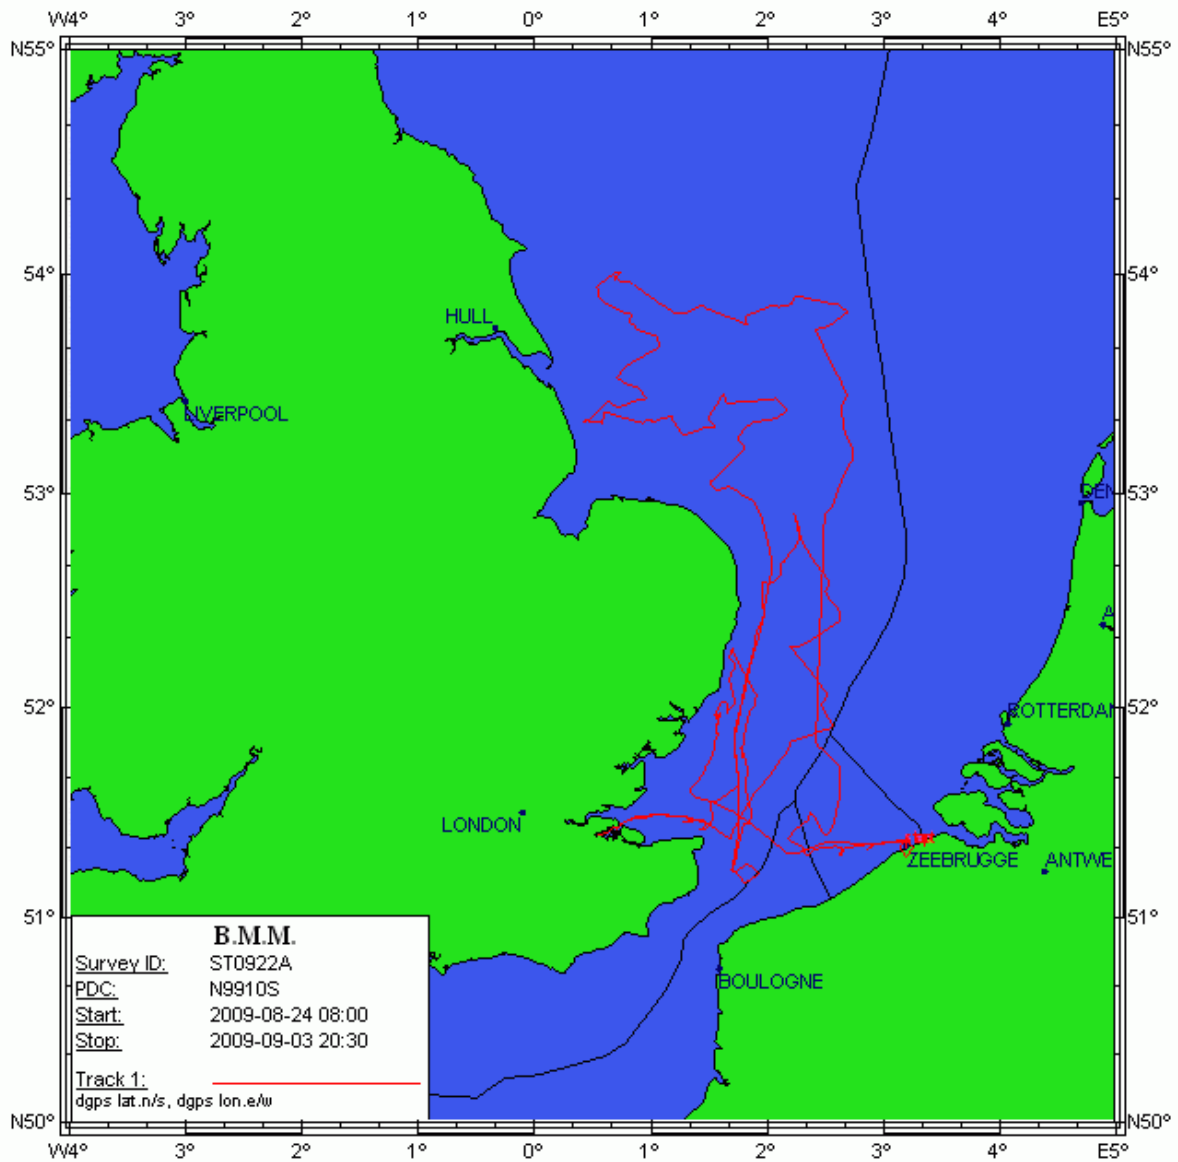 W4° 3° 2° 1° 0° 1° 2° 3° 4° E5°
N55° N55°
54° 54°
HULL
LIVERPOOL
53° 53°
DEN
A
52° 52°
ROTTERDAM
LONDON
ZEEBRUGGE ANTWE
51° 51°
B.M.M.
Survey ID: ST0922A
BOULOGNE
PDC: N9910S
Start: 2009-08-24 08:00
Stop: 2009-09-03 20:30
Track 1:
dgps lat.n/s, dgps lon.e/w
N50° N50°
W4° 3° 2° 1° 0° 1° 2° 3° 4° E5°